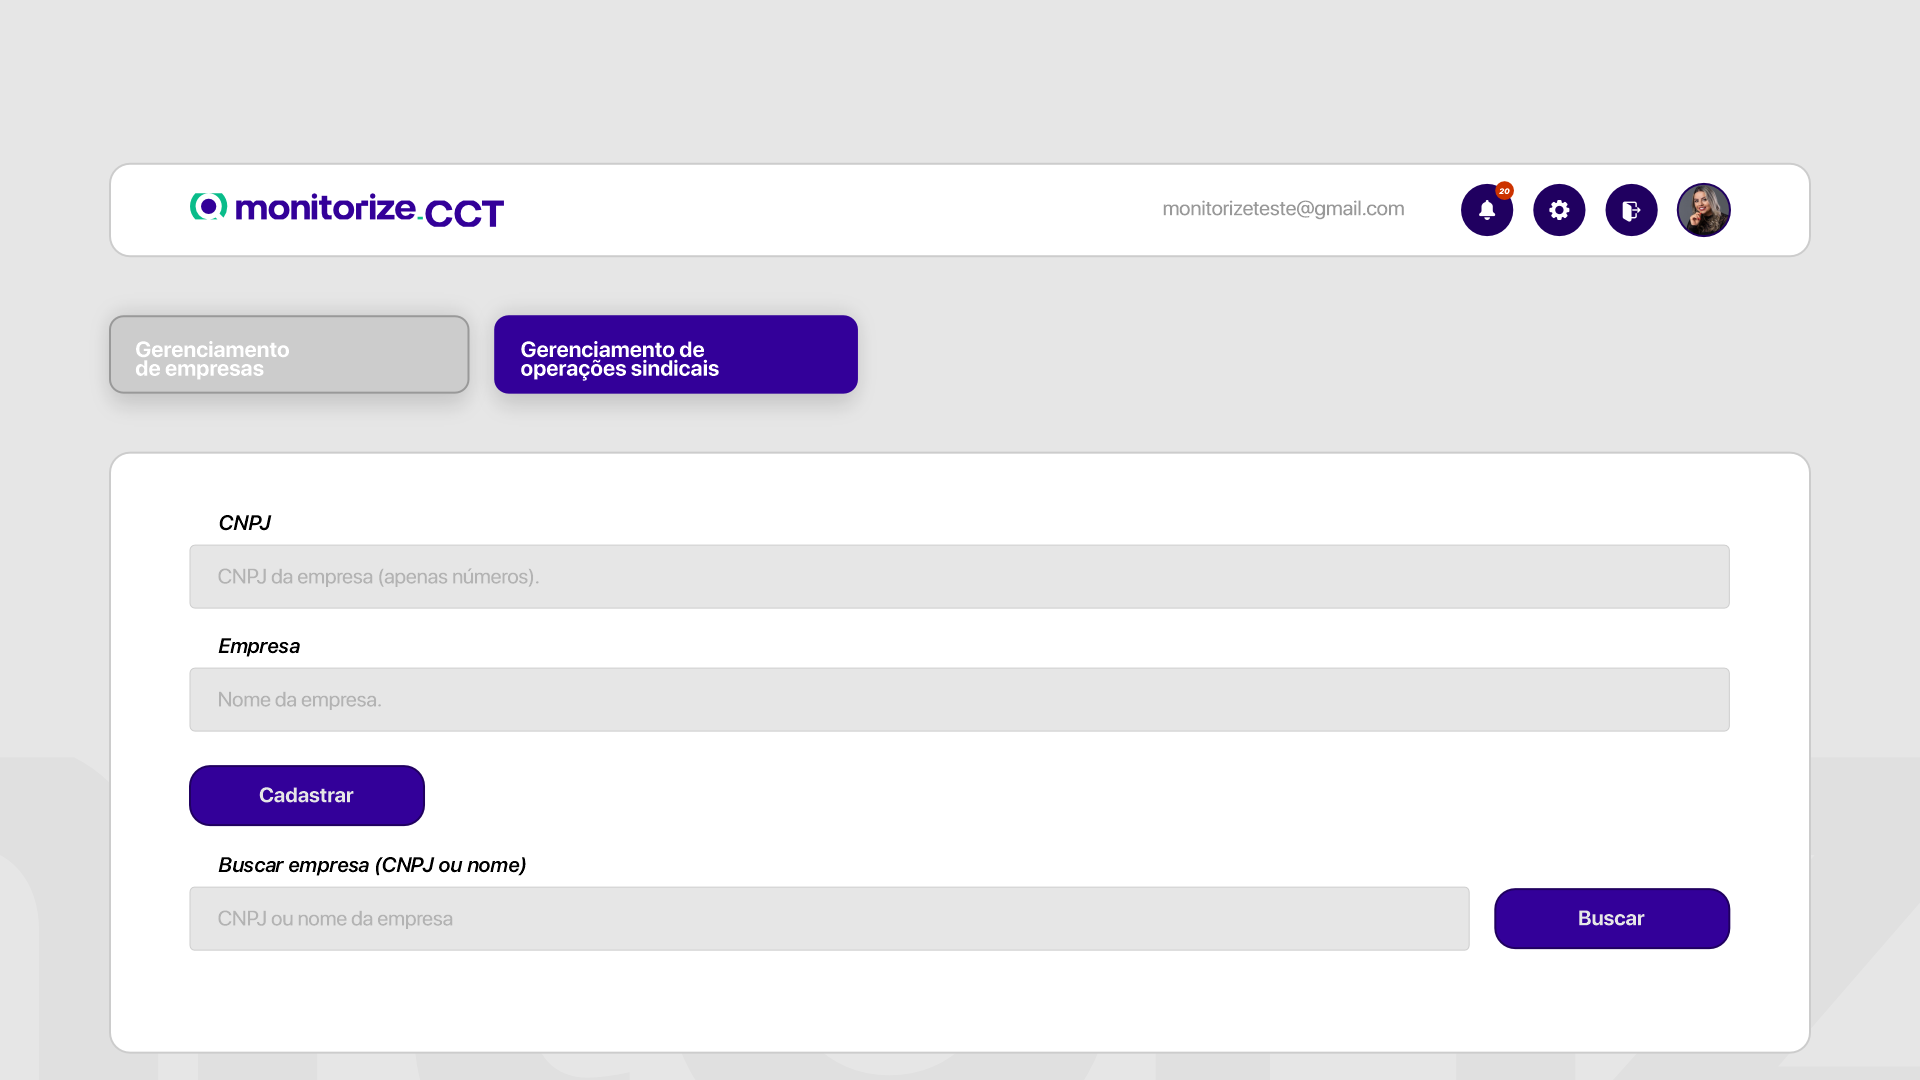 monitorize.CCT
monitorizeteste@gmail.com
20
Gerenciamento
de empresas
Gerenciamento de
operações sindicais
CNPJ
CNPJ da empresa (apenas números).
Empresa
Nome da empresa.
Cadastrar
Buscar empresa (CNPJ ou nome)
CNPJ ou nome da empresa
Buscar